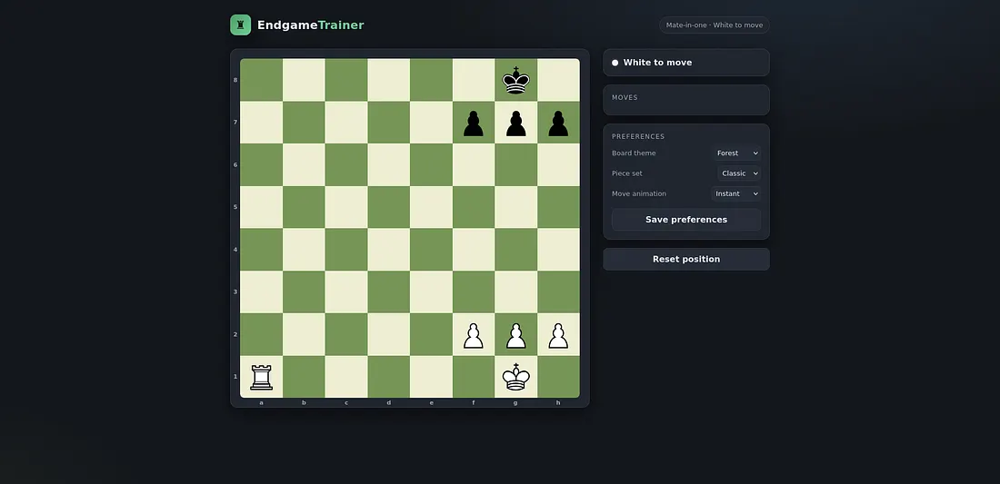 EndgameTrainer
Mate-in-one · White to move
White to move
MOVES
PREFERENCES
Board theme Forest
Piece set Classic
Move animation Instant
Save preferences
Reset position
8
7
6
5
4
3
2
1
a b c d e f g h